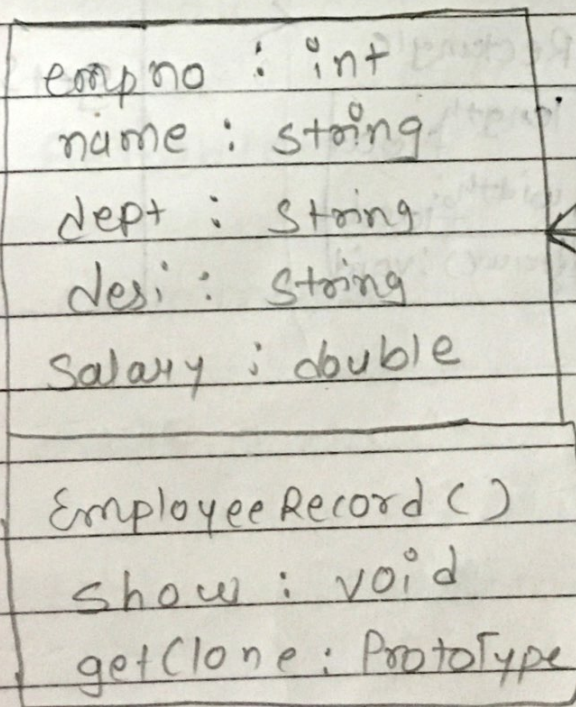 empno : int
name : string
dept : string
desi : string
Salary : double
EmployeeRecord()
show : void
getClone : ProtoType